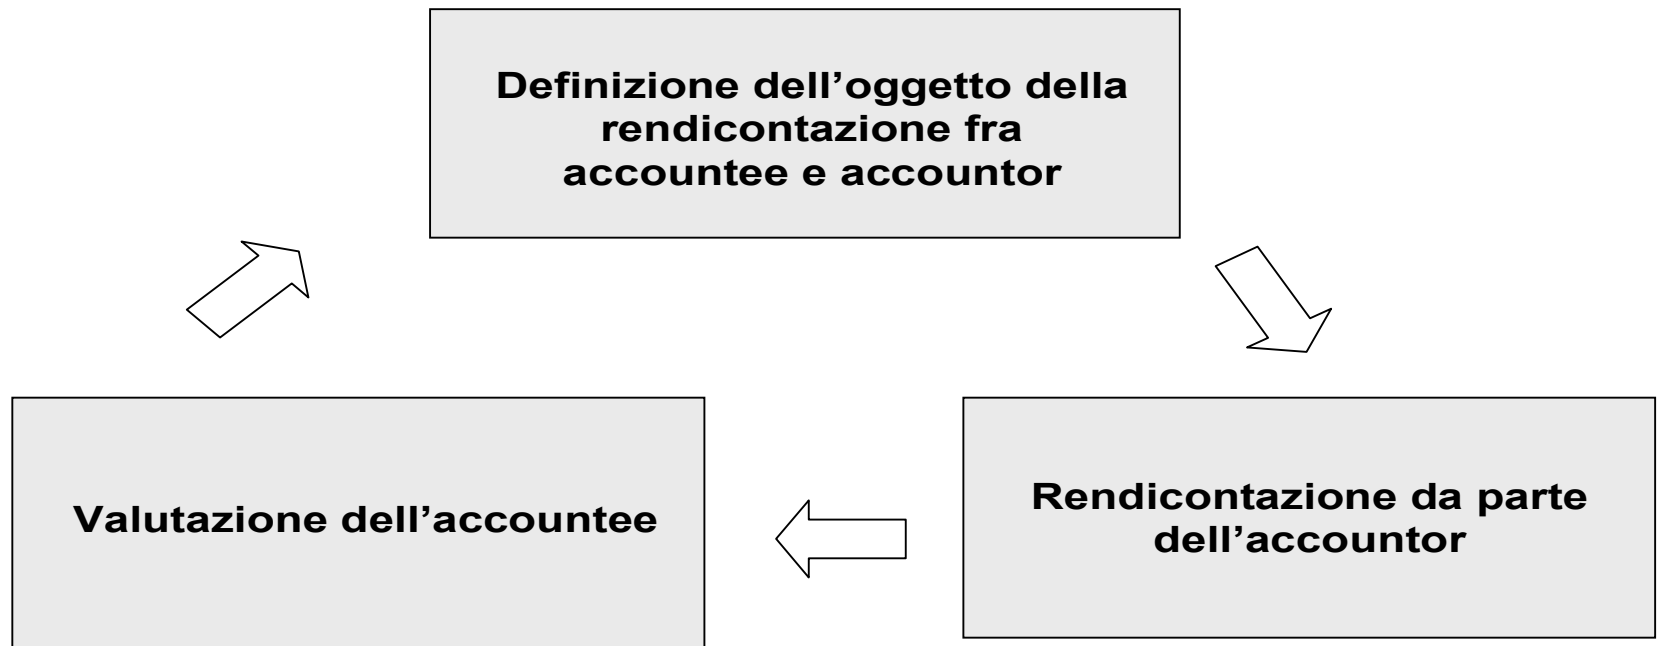 Definizione dell’oggetto della
rendicontazione fra
accountee e accountor
Valutazione dell’accountee
Rendicontazione da parte
dell’accountor